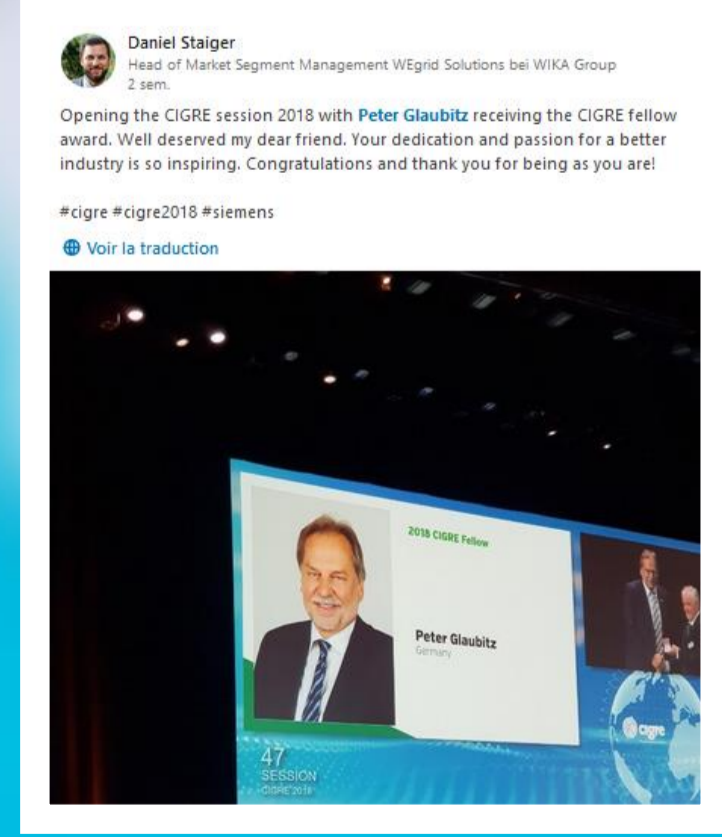 Daniel Staiger
Head of Market Segment Management WEgrid Solutions bei WIKA Group
2 sem.
Opening the CIGRE session 2018 with Peter Glaubitz receiving the CIGRE fellow
award. Well deserved my dear friend. Your dedication and passion for a better
industry is so inspiring. Congratulations and thank you for being as you are!
#cigre #cigre2018 #siemens
Voir la traduction
2018 CIGRE Fellow
Peter Glaubitz
Germany
cigre
47
SESSION
CIGRE 2018